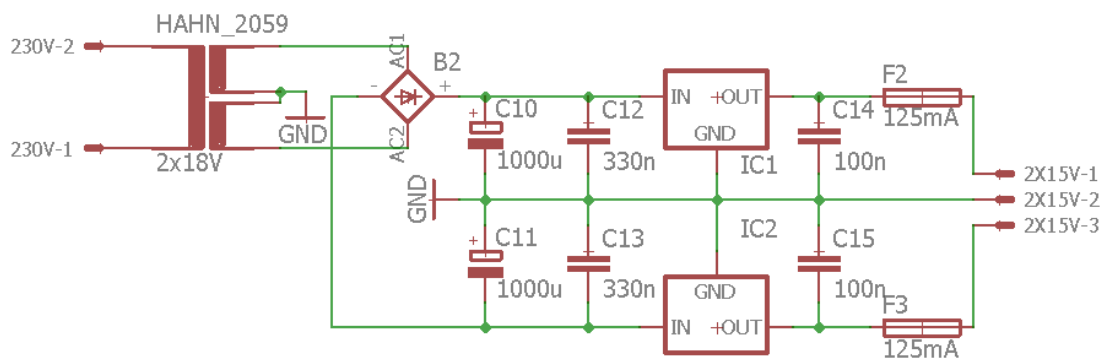 HAHN_2059
230V-2
230V-1
2x18V
GND
AC1
AC2
B2
-
+
GND
+
C10
1000u
+
C12
330n
IN
+OUT
GND
IC1
+
C14
100n
F2
125mA
2X15V-1
2X15V-2
2X15V-3
+
C11
1000u
+
C13
330n
IC2
GND
IN
+OUT
+
C15
100n
F3
125mA